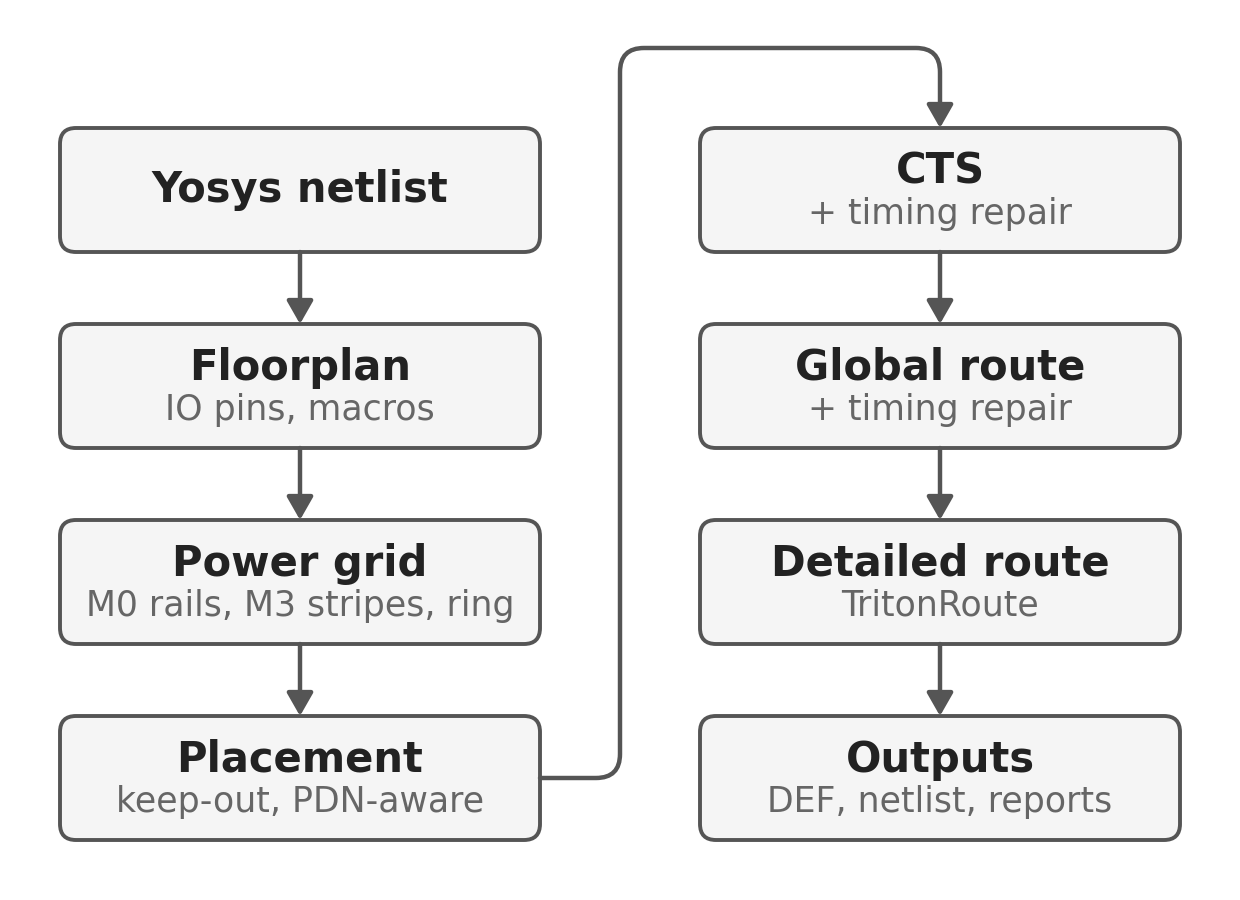 Yosys netlist
Floorplan
IO pins, macros
Power grid
M0 rails, M3 stripes, ring
Placement
keep-out, PDN-aware
CTS
+ timing repair
Global route
+ timing repair
Detailed route
TritonRoute
Outputs
DEF, netlist, reports